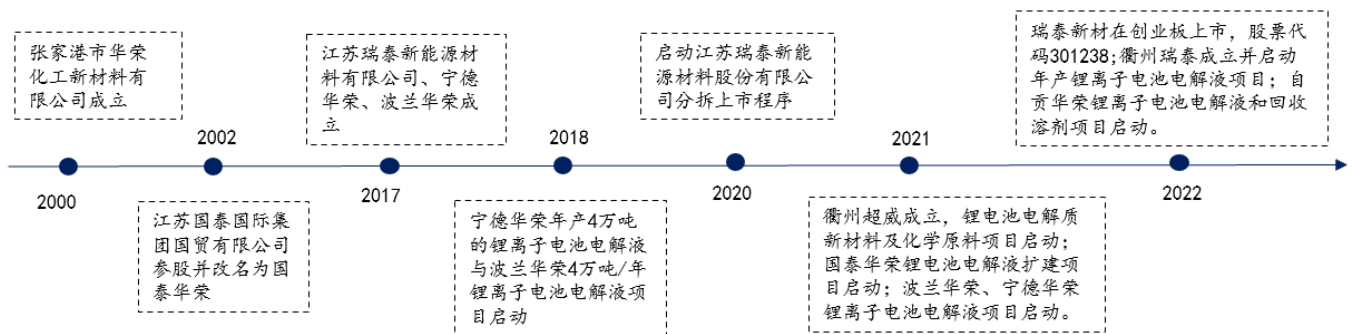 张家港市华荣
化工新材料有
限公司成立
2000
2002
江苏国泰国际集
团国贸有限公司
参股并改名为国
泰华荣
江苏瑞泰新能源材
料有限公司、宁德
华荣、波兰华荣成
立
2017
2018
宁德华荣年产4万吨
的锂离子电池电解液
与波兰华荣4万吨/年
锂离子电池电解液项
目启动
启动江苏瑞泰新能
源材料股份有限公
司分拆上市程序
2020
2021
衢州超威成立，锂电池电解质
新材料及化学原料项目启动；
国泰华荣锂电池电解液扩建项
目启动；波兰华荣、宁德华荣
锂离子电池电解液项目启动。
瑞泰新材在创业板上市，股票代
码301238;衢州瑞泰成立并启动
年产锂离子电池电解液项目；自
贡华荣锂离子电池电解液和回收
溶剂项目启动。
2022